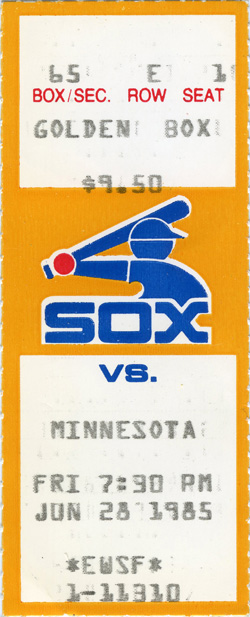 65 E 1
BOX/SEC. ROW SEAT
GOLDEN BOX
$9.50
SOX
VS.
MINNESOTA
FRI 7:30 PM
JUN 28 1985
*EWSF*
1-11310